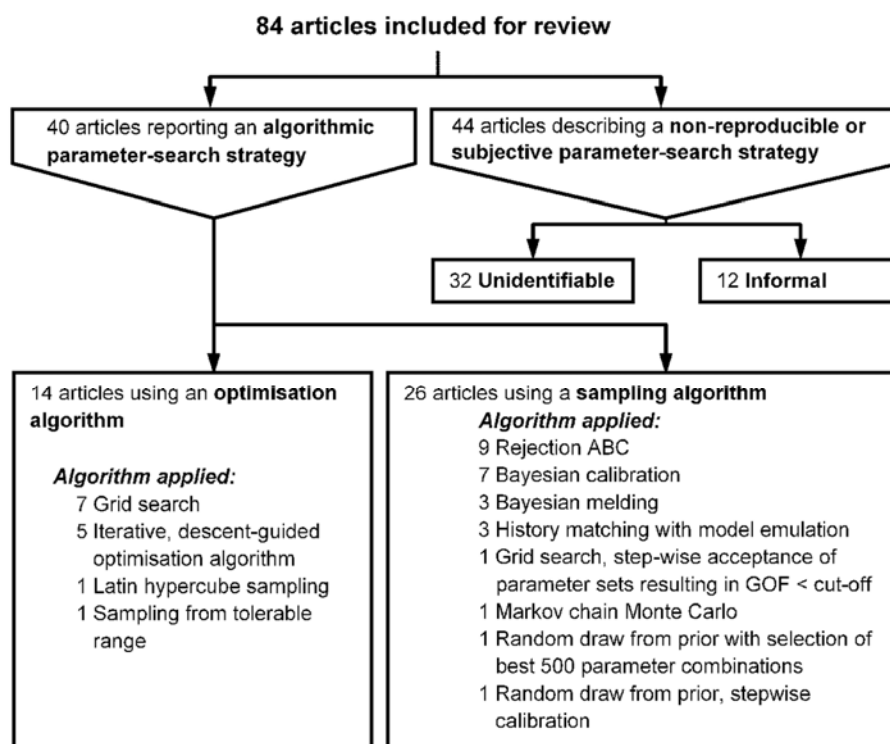 84 articles included for review
40 articles reporting an algorithmic
parameter-search strategy
44 articles describing a non-reproducible or
subjective parameter-search strategy
32 Unidentifiable
12 Informal
14 articles using an optimisation
algorithm
Algorithm applied:
7 Grid search
5 Iterative, descent-guided
optimisation algorithm
1 Latin hypercube sampling
1 Sampling from tolerable
range
26 articles using a sampling algorithm
Algorithm applied:
9 Rejection ABC
7 Bayesian calibration
3 Bayesian melding
3 History matching with model emulation
1 Grid search, step-wise acceptance of
parameter sets resulting in GOF < cut-off
1 Markov chain Monte Carlo
1 Random draw from prior with selection of
best 500 parameter combinations
1 Random draw from prior, stepwise
calibration